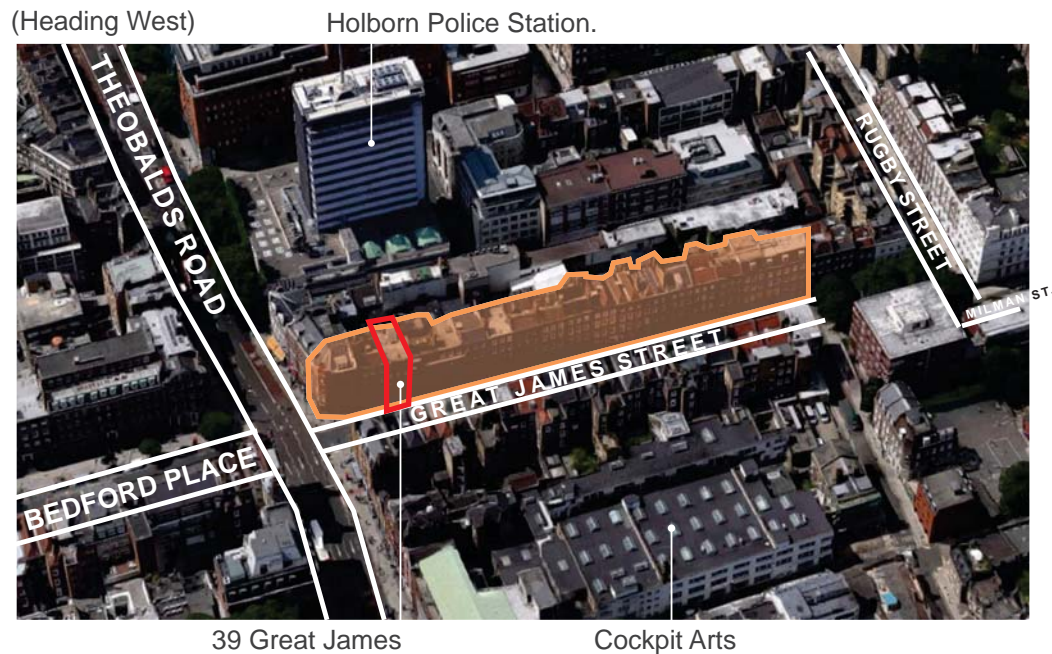 (Heading West)
Holborn Police Station.
THEOBALDS ROAD
RUGBY STREET
MILMAN ST.
GREAT JAMES STREET
BEDFORD PLACE
39 Great James
Cockpit Arts